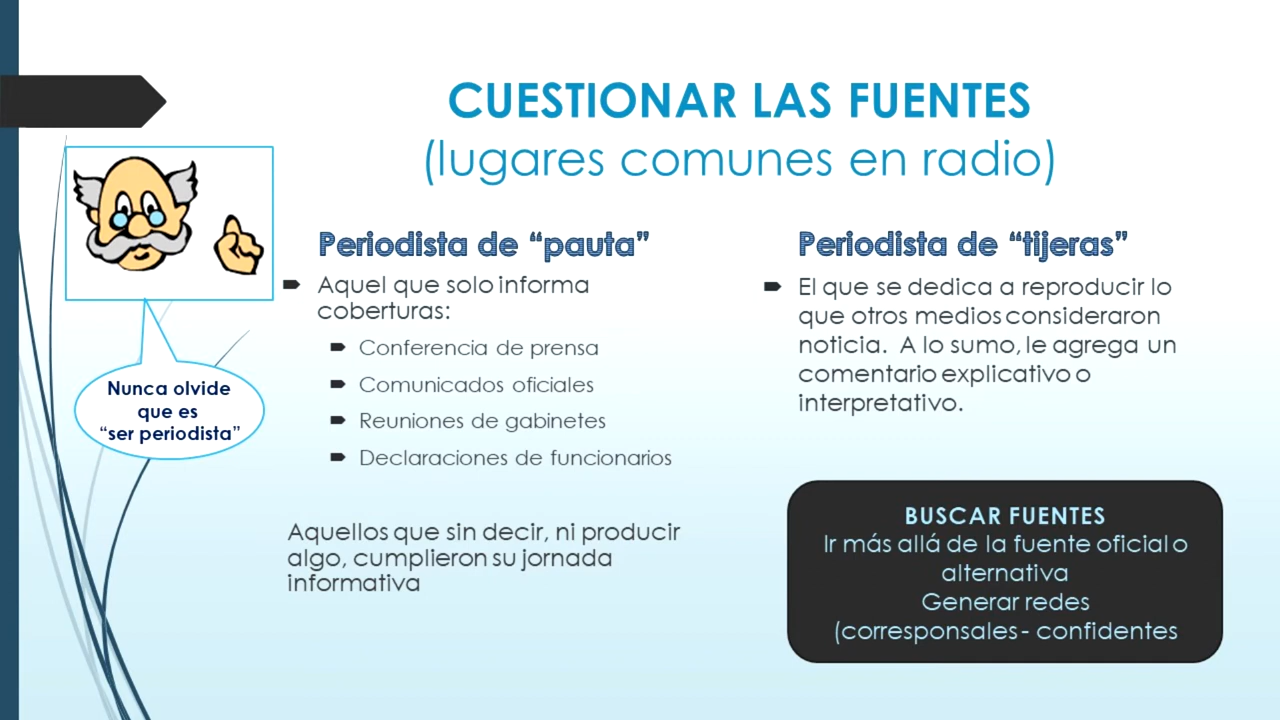 CUESTIONAR LAS FUENTES
(lugares comunes en radio)
Nunca olvide
que es
“ser periodista”
Periodista de “pauta”
Aquel que solo informa
coberturas:
Conferencia de prensa
Comunicados oficiales
Reuniones de gabinetes
Declaraciones de funcionarios
Aquellos que sin decir, ni producir
algo, cumplieron su jornada
informativa
Periodista de “tijeras”
El que se dedica a reproducir lo
que otros medios consideraron
noticia. A lo sumo, le agrega un
comentario explicativo o
interpretativo.
BUSCAR FUENTES
Ir más allá de la fuente oficial o
alternativa
Generar redes
(corresponsales - confidentes